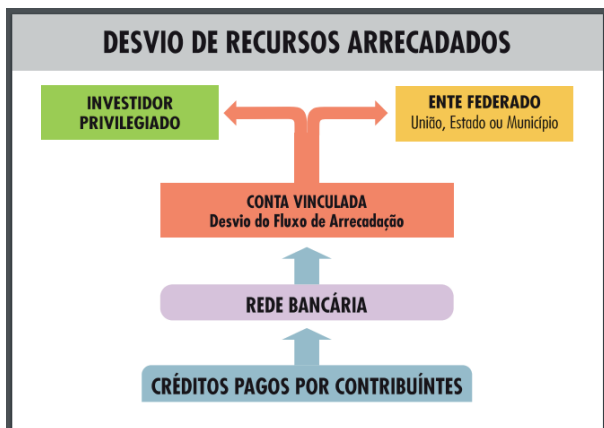 DESVIO DE RECURSOS ARRECADADOS
INVESTIDOR
PRIVILEGIADO
ENTE FEDERADO
União, Estado ou Município
CONTA VINCULADA
Desvio do Fluxo de Arrecadação
REDE BANCÁRIA
CRÉDITOS PAGOS POR CONTRIBUÍNTES